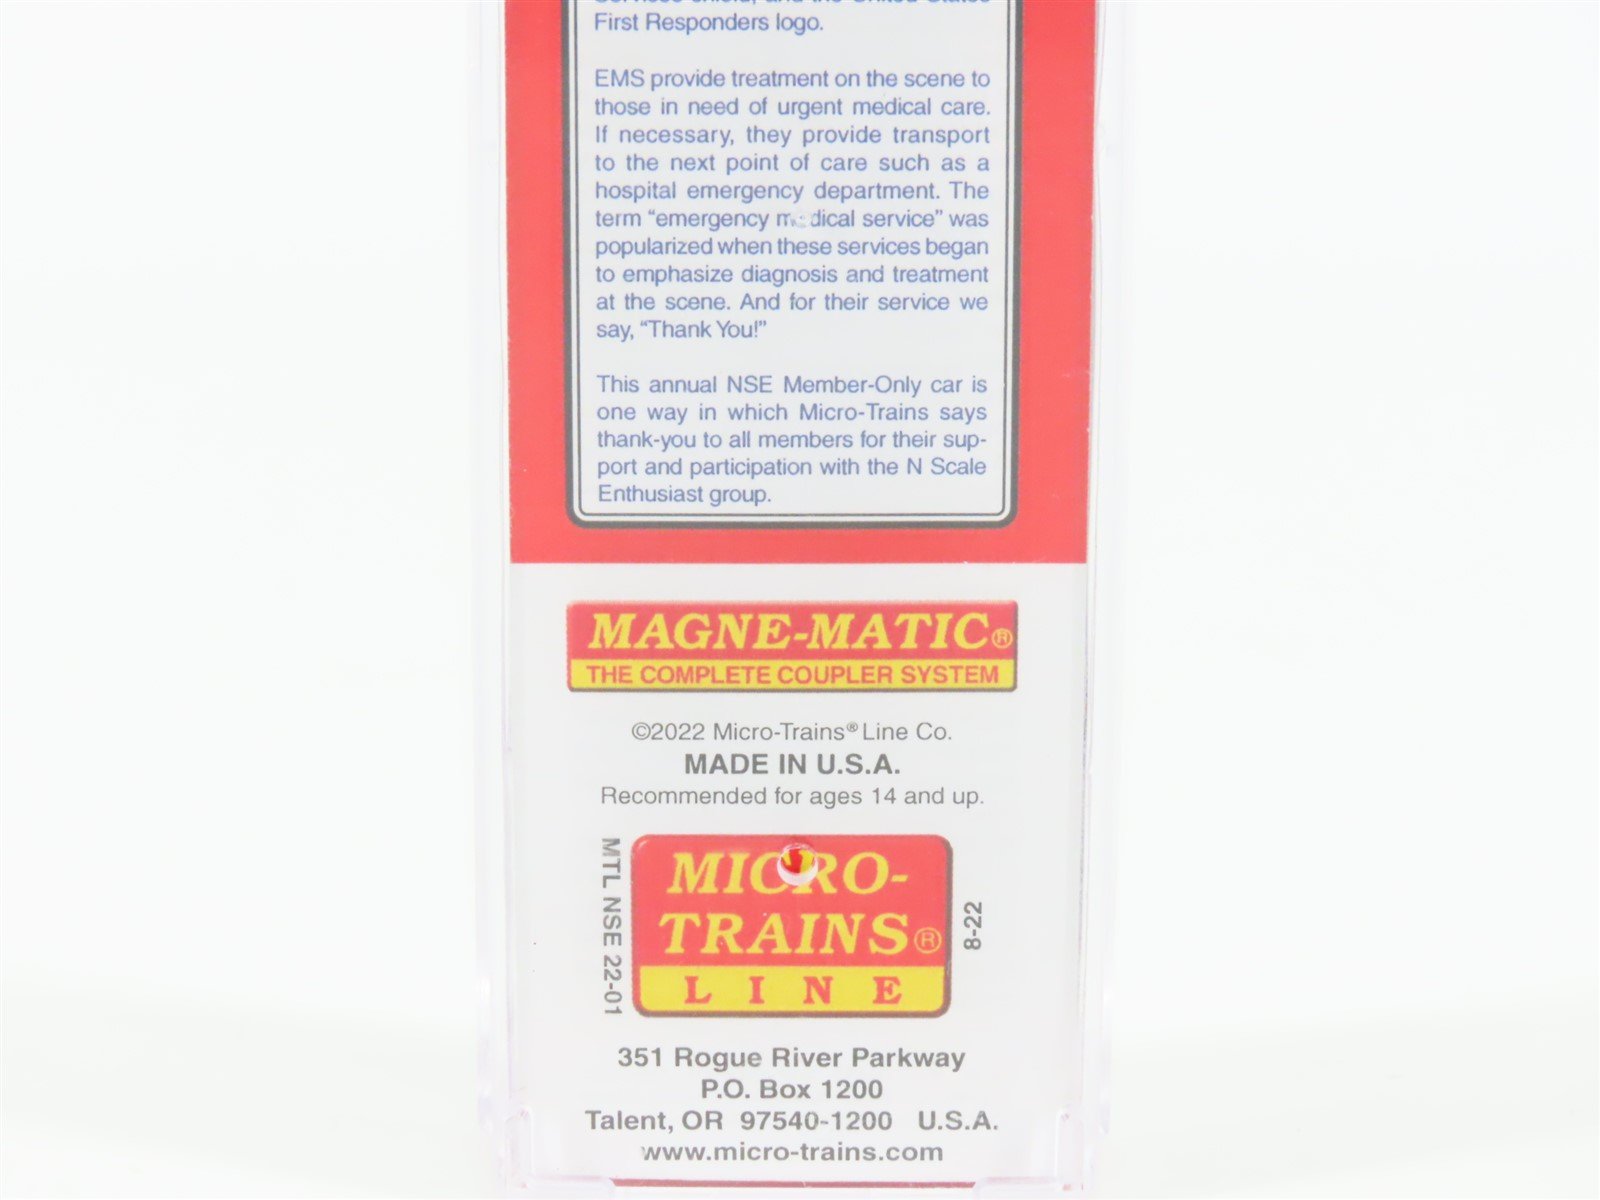 Services shield, and the United States
First Responders logo.
EMS provide treatment on the scene to
those in need of urgent medical care.
If necessary, they provide transport
to the next point of care such as a
hospital emergency department. The
term “emergency medical service” was
popularized when these services began
to emphasize diagnosis and treatment
at the scene. And for their service we
say, “Thank You!”
This annual NSE Member-Only car is
one way in which Micro-Trains says
thank-you to all members for their sup-
port and participation with the N Scale
Enthusiast group.
MAGNE-MATIC®
THE COMPLETE COUPLER SYSTEM
©2022 Micro-Trains® Line Co.
MADE IN U.S.A.
Recommended for ages 14 and up.
MTL NSE 22-01
MICRO-
TRAINS®
LINE
8-22
351 Rogue River Parkway
P.O. Box 1200
Talent, OR 97540-1200 U.S.A.
www.micro-trains.com